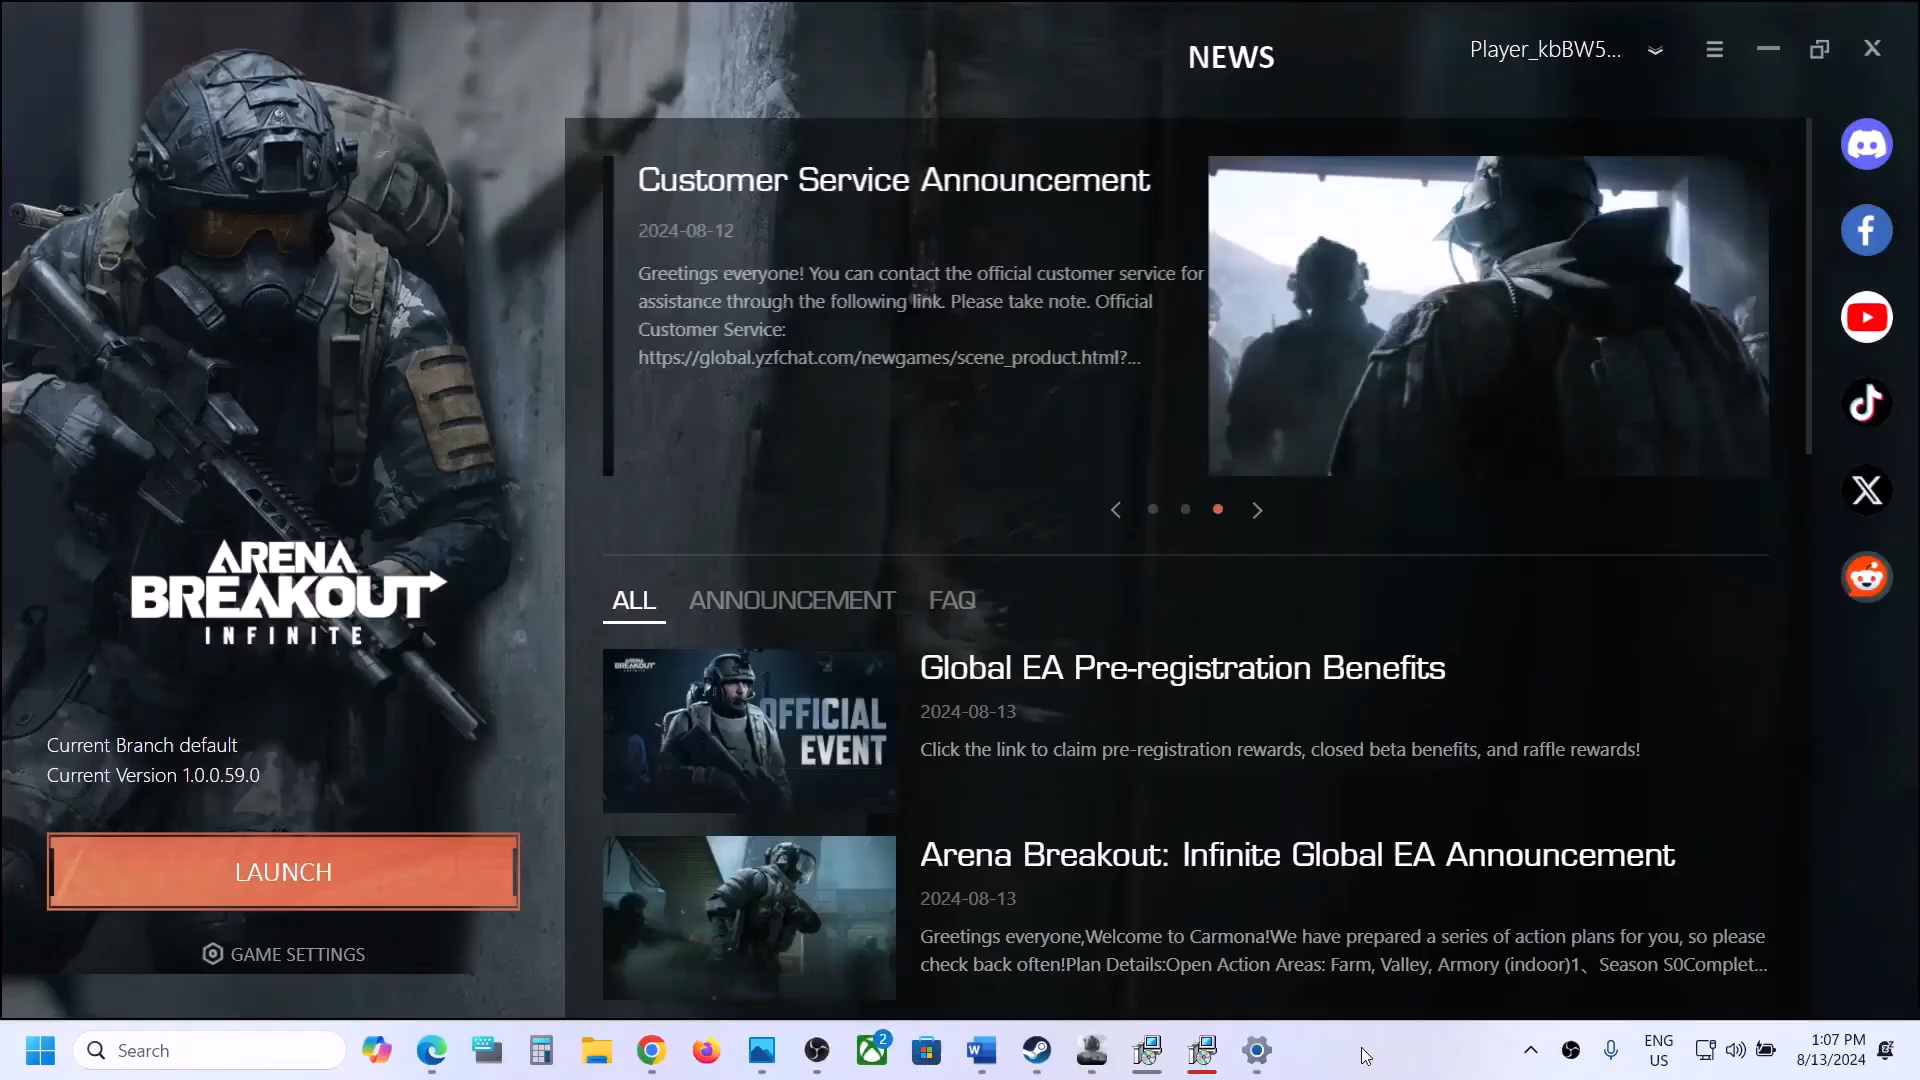 NEWS
Player_kbBW5...
Customer Service Announcement
2024-08-12
Greetings everyone! You can contact the official customer service for
assistance through the following link. Please take note. Official
Customer Service:
https://global.yzfchat.com/newgames/scene_product.html?...
ARENA
BREAKOUT
INFINITE
Current Branch default
Current Version 1.0.0.59.0
LAUNCH
GAME SETTINGS
ALL ANNOUNCEMENT FAQ
ARENA
BREAKOUT
OFFICIAL
EVENT
Global EA Pre-registration Benefits
2024-08-13
Click the link to claim pre-registration rewards, closed beta benefits, and raffle rewards!
Arena Breakout: Infinite Global EA Announcement
2024-08-13
Greetings everyone,Welcome to Carmona!We have prepared a series of action plans for you, so please
check back often!Plan Details:Open Action Areas: Farm, Valley, Armory (indoor)1、Season S0Complet...
Search
2
ENG
US
1:07 PM
8/13/2024